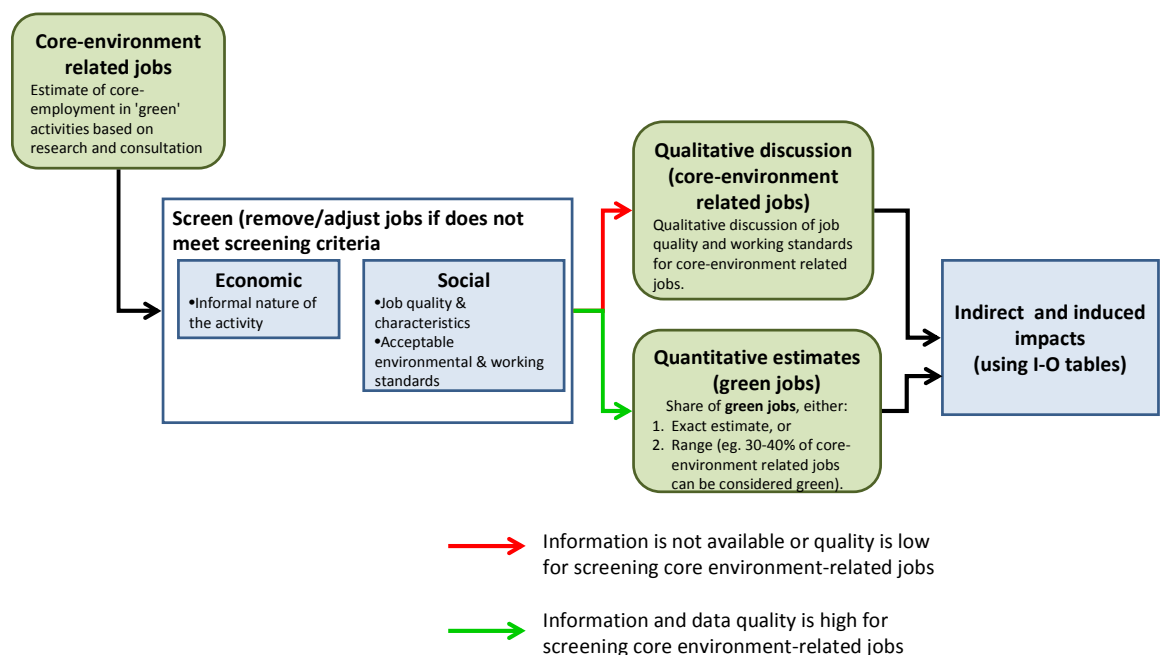 Core-environment
related jobs
Estimate of core-
employment in 'green'
activities based on
research and consultation
Screen (remove/adjust jobs if does not
meet screening criteria
Economic
•Informal nature of
the activity
Social
•Job quality &
characteristics
•Acceptable
environmental & working
standards
Qualitative discussion
(core-environment
related jobs)
Qualitative discussion of job
quality and working standards
for core-environment related
jobs.
Quantitative estimates
(green jobs)
Share of green jobs, either:
1. Exact estimate, or
2. Range (eg. 30-40% of core-
environment related jobs
can be considered green).
Indirect and induced
impacts
(using I-O tables)
Information is not available or quality is low
for screening core environment-related jobs
Information and data quality is high for
screening core environment-related jobs